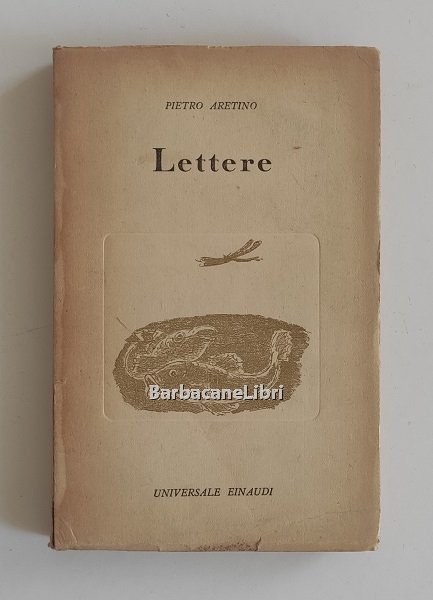 PIETRO ARETINO
Lettere
BarbacaneLibri
UNIVERSALE EINAUDI